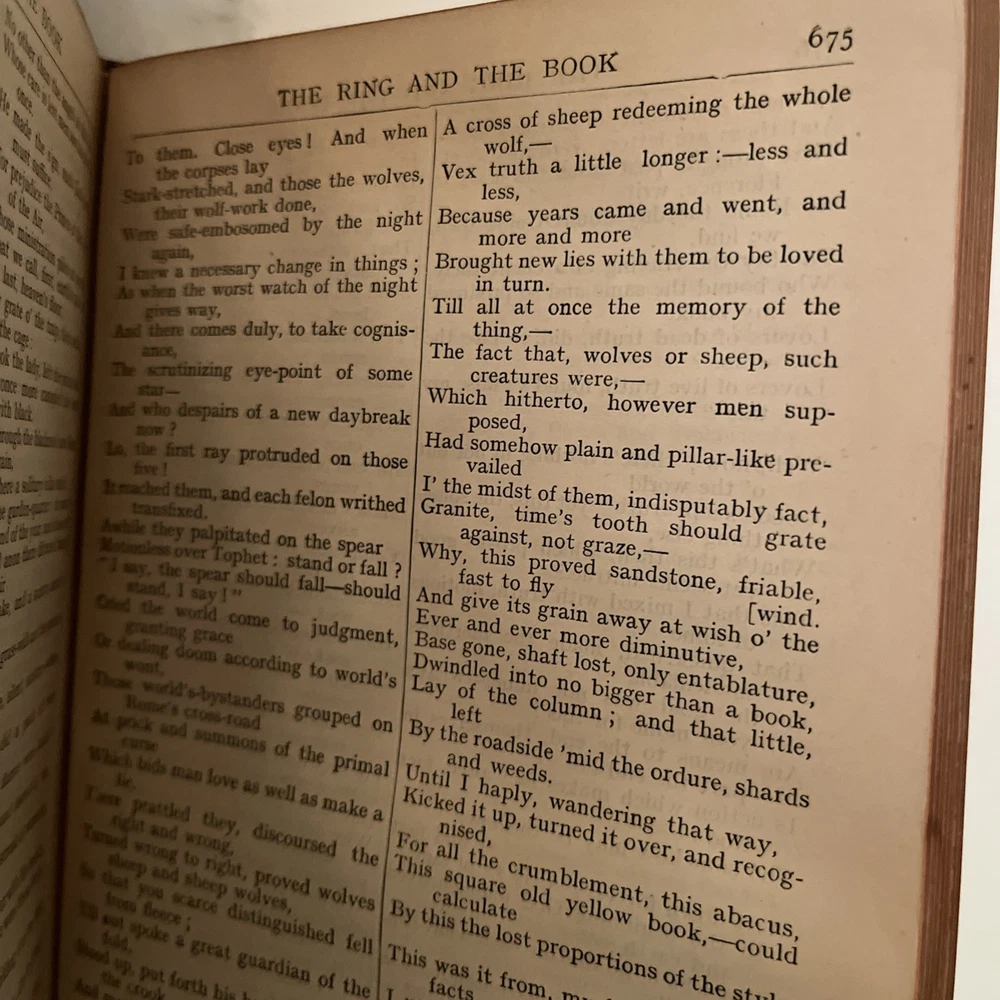 THE RING AND THE BOOK
675
To them. Close eyes! And when
the corpses lay
Stark-stretched, and those the wolves,
their wolf-work done,
Were safe-embosomed by the night
again,
I knew a necessary change in things;
As when the worst watch of the night
gives way,
And there comes duly, to take cognis-
ance,
The scrutinizing eye-point of some
star—
And who despairs of a new daybreak
now?
Lo, the first ray protruded on those
five!
It reached them, and each felon writhed
transfixed.
Awhile they palpitated on the spear
Motionless over Tophet: stand or fall?
"I say, the spear should fall—should
stand, I say!"
Cried the world come to judgment,
granting grace
Or dealing doom according to world's
wont,
Those world's-bystanders grouped on
Rome's cross-road
At prick and summons of the primal
curse
Which bids man love as well as make a
lie.
There prattled they, discoursed the
right and wrong,
Turned wrong to right, proved wolves
sheep and sheep wolves,
So that you scarce distinguished fell
from fleece;
Till out spoke a great guardian of the
fold,
Stood up, put forth his
the crook
And
A cross of sheep redeeming the whole
wolf,—
Vex truth a little longer:—less and
less,
Because years came and went, and
more and more
Brought new lies with them to be loved
in turn.
Till all at once the memory of the
thing,—
The fact that, wolves or sheep, such
creatures were,—
Which hitherto, however men sup-
posed,
Had somehow plain and pillar-like pre-
vailed
I' the midst of them, indisputably fact,
Granite, time's tooth should grate
against, not graze,—
Why, this proved sandstone, friable,
fast to fly
[wind.
And give its grain away at wish o' the
Ever and ever more diminutive,
Base gone, shaft lost, only entablature,
Dwindled into no bigger than a book,
Lay of the column; and that little,
left
By the roadside 'mid the ordure, shards
and weeds.
Until I haply, wandering that way,
Kicked it up, turned it over, and recog-
nised,
For all the crumblement, this abacus,
This square old yellow book,—could
calculate
By this the lost proportions of the
This was it from,
facts